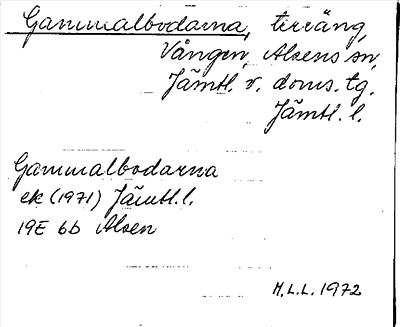 Gammalbodarna, terräng,
Vången, Alsens sn,
Jämtl. v. doms. tg.
Jämtl. l.
Gammalbodarna
ek (1971) Jämtl. l.
19E 6b Alsen
M.L.L. 1972